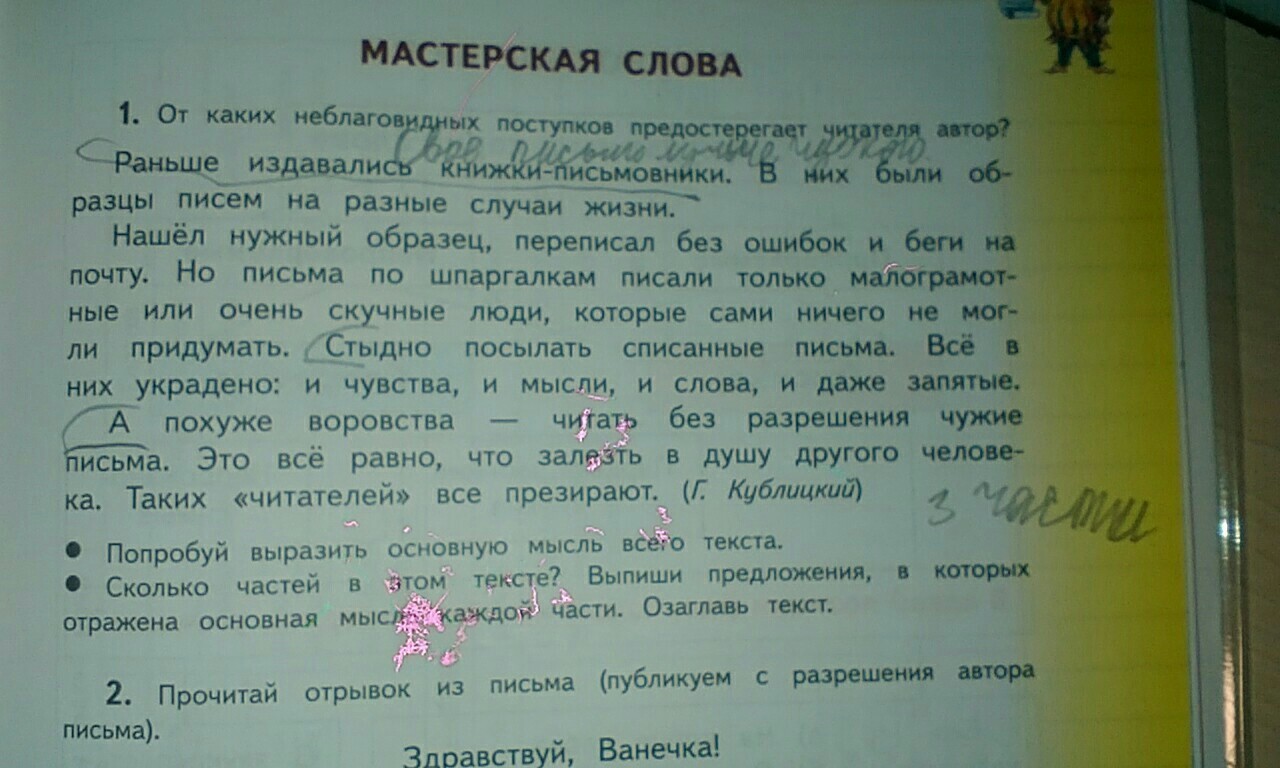 МАСТЕРСКАЯ СЛОВА
1. От каких неблаговидных поступков предостерегает читателя автор?
Своё письмо лучше чужого
Раньше издавались книжки-письмовники. В них были об-
разцы писем на разные случаи жизни.
Нашёл нужный образец, переписал без ошибок и беги на
почту. Но письма по шпаргалкам писали только малограмот-
ные или очень скучные люди, которые сами ничего не мог-
ли придумать. Стыдно посылать списанные письма. Всё в
них украдено: и чувства, и мысли, и слова, и даже запятые.
А похуже воровства — читать без разрешения чужие
письма. Это всё равно, что залезть в душу другого челове-
ка. Таких «читателей» все презирают. (Г. Кублицкий)
3 части
● Попробуй выразить основную мысль всего текста.
● Сколько частей в этом тексте? Выпиши предложения, в которых
отражена основная мысль каждой части. Озаглавь текст.
2. Прочитай отрывок из письма (публикуем с разрешения автора
письма).
Здравствуй, Ванечка!